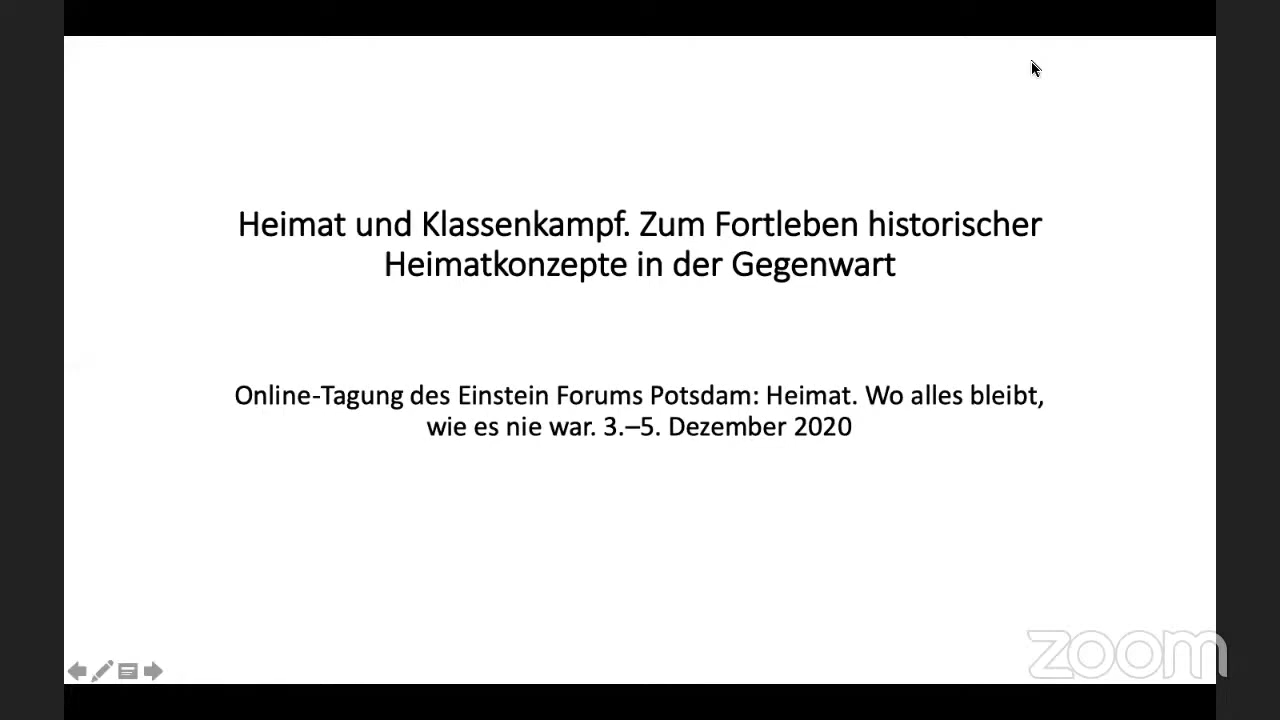 Heimat und Klassenkampf. Zum Fortleben historischer
Heimatkonzepte in der Gegenwart
Online-Tagung des Einstein Forums Potsdam: Heimat. Wo alles bleibt,
wie es nie war. 3.–5. Dezember 2020
zoom